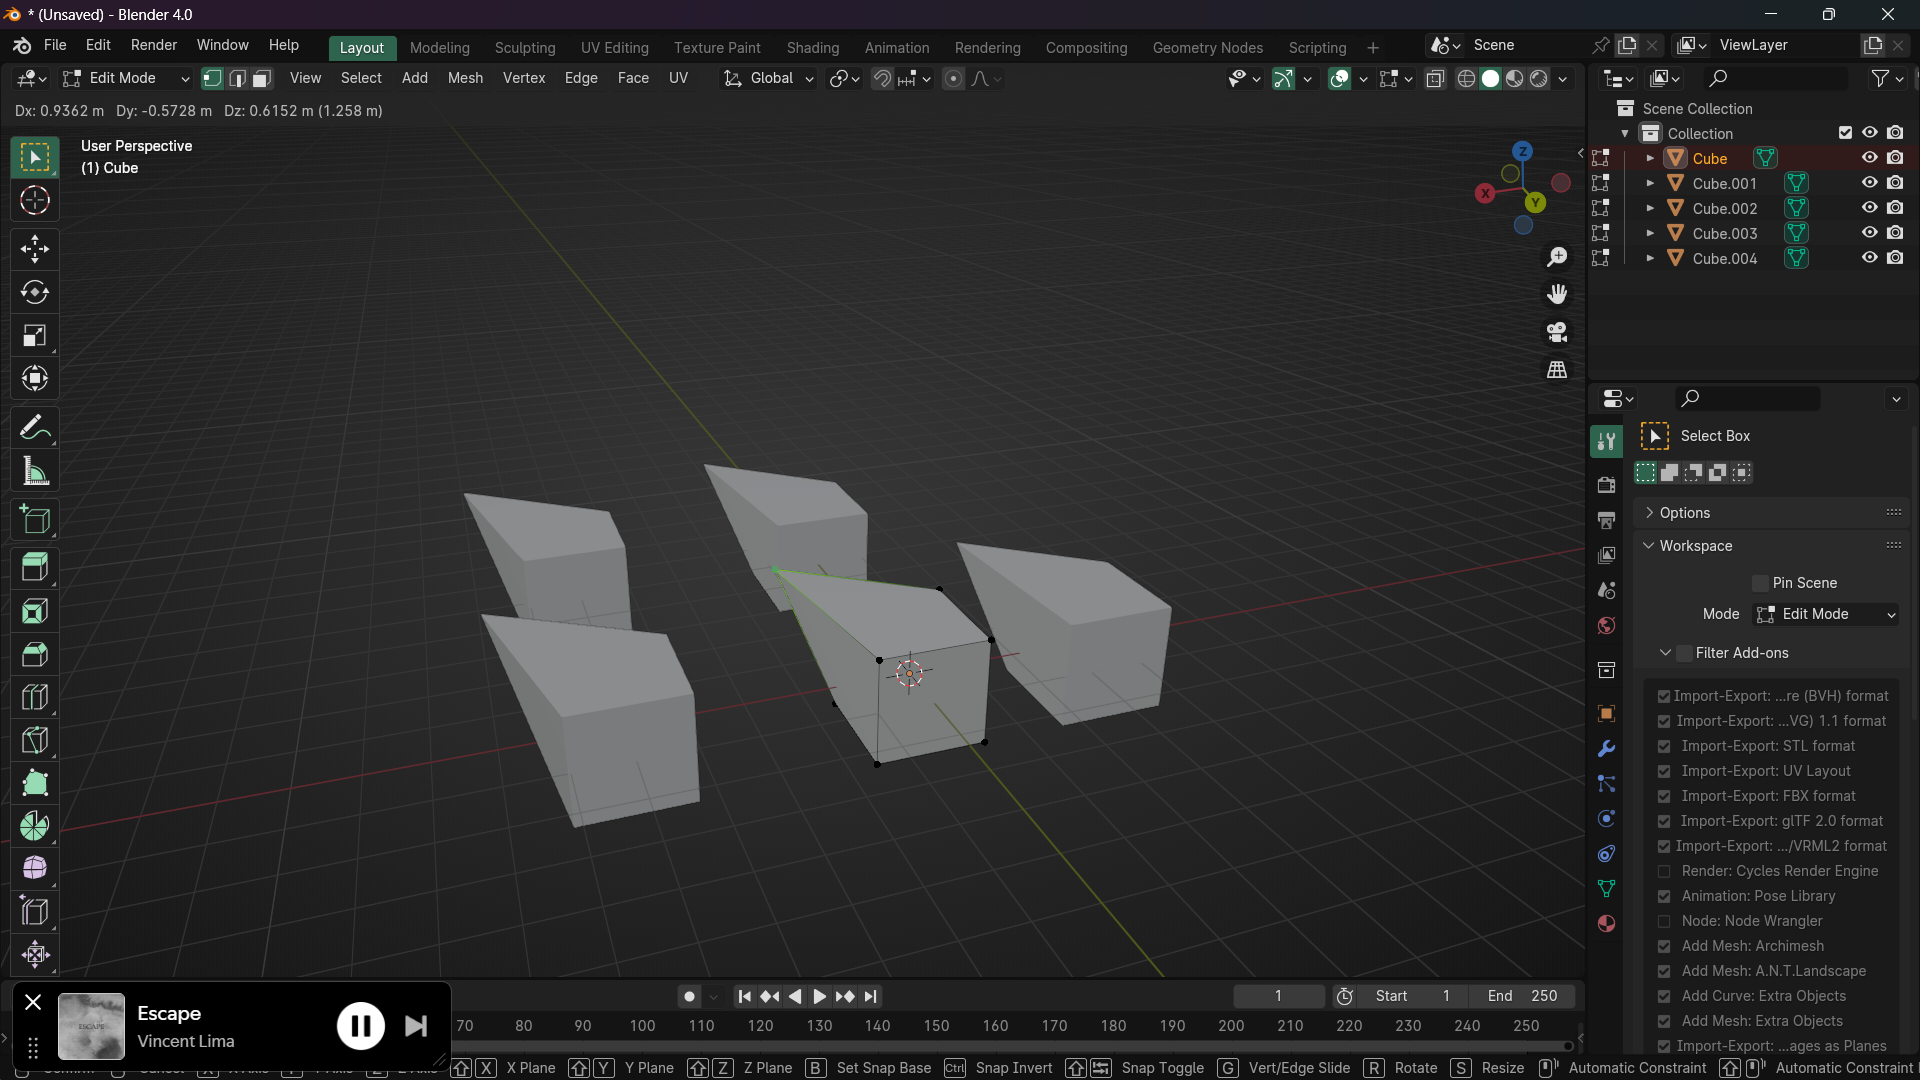 * (Unsaved) - Blender 4.0
File Edit Render Window Help Layout Modeling Sculpting UV Editing Texture Paint Shading Animation Rendering Compositing Geometry Nodes Scripting + Scene ViewLayer
Edit Mode View Select Add Mesh Vertex Edge Face UV Global
Dx: 0.9362 m Dy: -0.5728 m Dz: 0.6152 m (1.258 m)
User Perspective
(1) Cube
Z
X
Y
Scene Collection
Collection
Cube
Cube.001
Cube.002
Cube.003
Cube.004
Select Box
Options
Workspace
Pin Scene
Mode Edit Mode
Filter Add-ons
Import-Export: ...re (BVH) format
Import-Export: ...VG) 1.1 format
Import-Export: STL format
Import-Export: UV Layout
Import-Export: FBX format
Import-Export: glTF 2.0 format
Import-Export: .../VRML2 format
Render: Cycles Render Engine
Animation: Pose Library
Node: Node Wrangler
Add Mesh: Archimesh
Add Mesh: A.N.T.Landscape
Add Curve: Extra Objects
Add Mesh: Extra Objects
Import-Export: ...ages as Planes
1 Start 1 End 250
70 80 90 100 110 120 130 140 150 160 170 180 190 200 210 220 230 240 250
ESCAPE
Escape
Vincent Lima
X X Plane Y Y Plane Z Z Plane B Set Snap Base Ctrl Snap Invert Snap Toggle G Vert/Edge Slide R Rotate S Resize Automatic Constraint Automatic Constraint